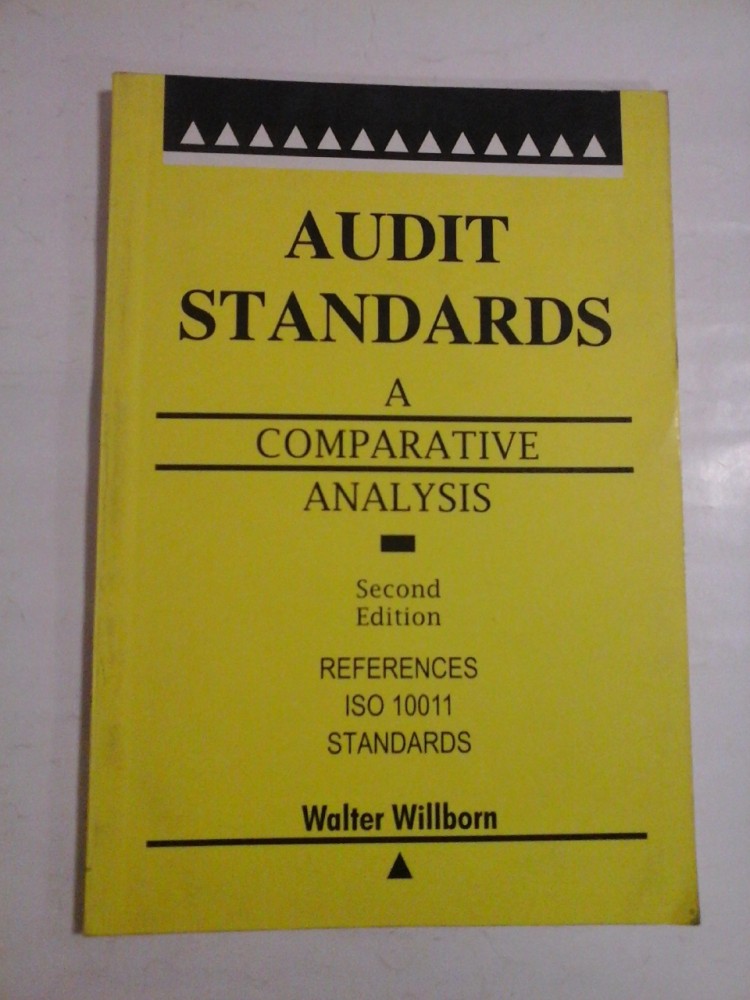 AUDIT
STANDARDS
A
COMPARATIVE
ANALYSIS
Second
Edition
REFERENCES
ISO 10011
STANDARDS
Walter Willborn